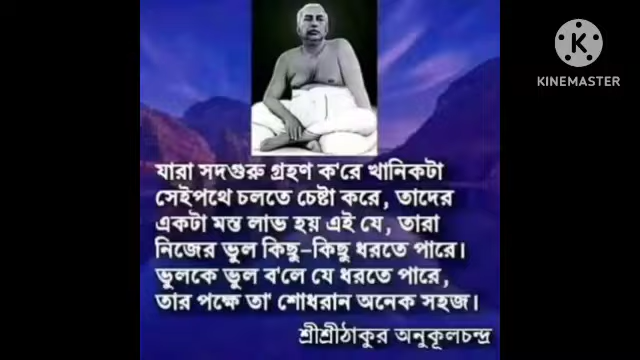 KINEMASTER
যারা সদগুরু গ্রহণ ক'রে খানিকটা
সেইপথে চলতে চেষ্টা করে, তাদের
একটা মস্ত লাভ হয় এই যে, তারা
নিজের ভুল কিছু-কিছু ধরতে পারে।
ভুলকে ভুল ব'লে যে ধরতে পারে,
তার পক্ষে তা' শোধরান অনেক সহজ।
শ্রীশ্রীঠাকুর অনুকূলচন্দ্র